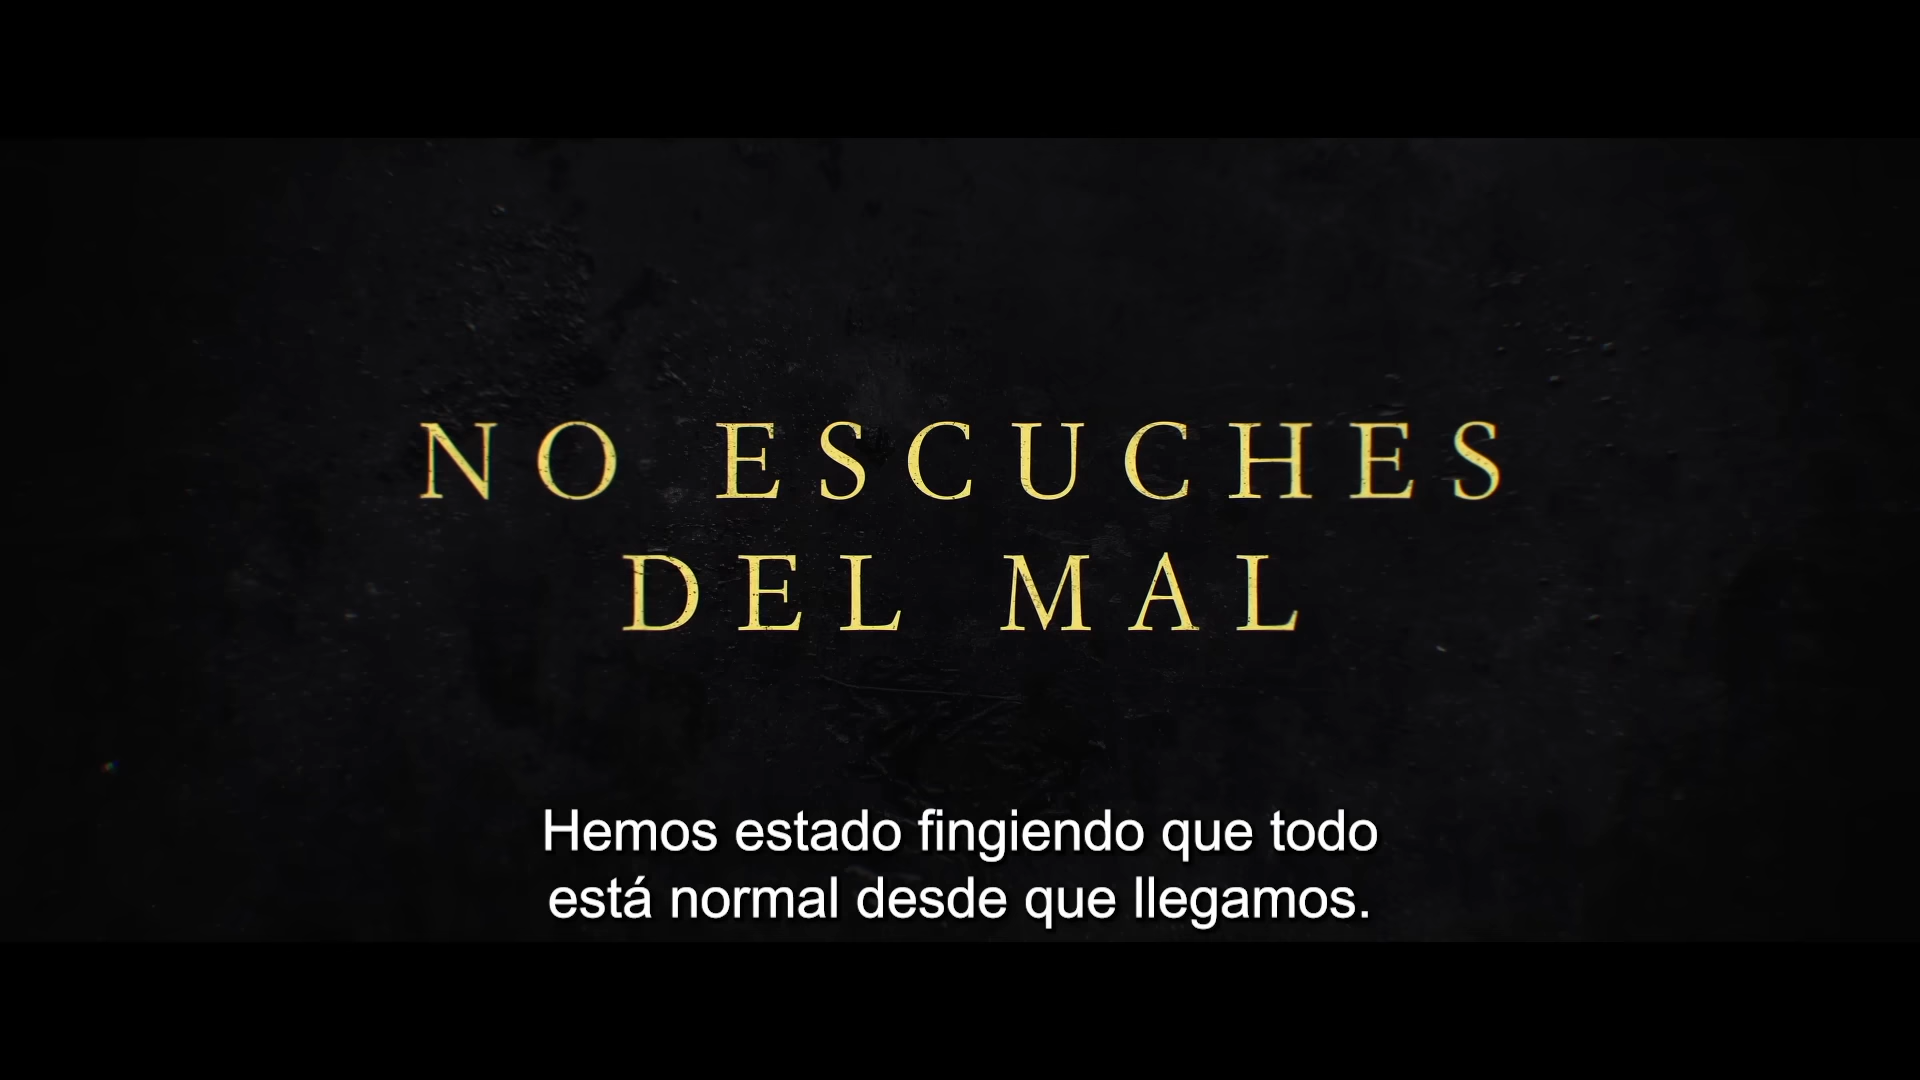 NO ESCUCHES
DEL MAL
Hemos estado fingiendo que todo
está normal desde que llegamos.